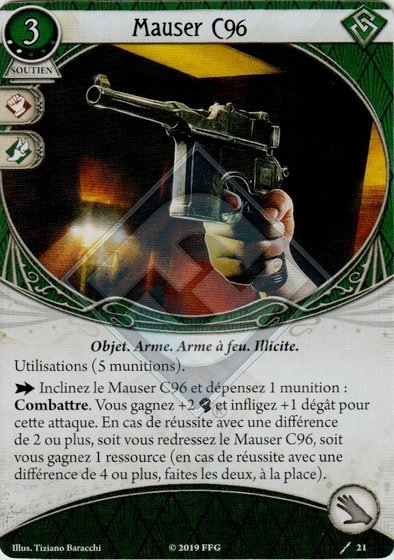 3
Mauser C96
SOUTIEN
Objet. Arme. Arme à feu. Illicite.
Utilisations (5 munitions).
Inclinez le Mauser C96 et dépensez 1 munition :
Combattre. Vous gagnez +2 et infligez +1 dégât pour
cette attaque. En cas de réussite avec une différence
de 2 ou plus, soit vous redressez le Mauser C96, soit
vous gagnez 1 ressource (en cas de réussite avec une
différence de 4 ou plus, faites les deux, à la place).
Illus. Tiziano Baracchi
© 2019 FFG
21